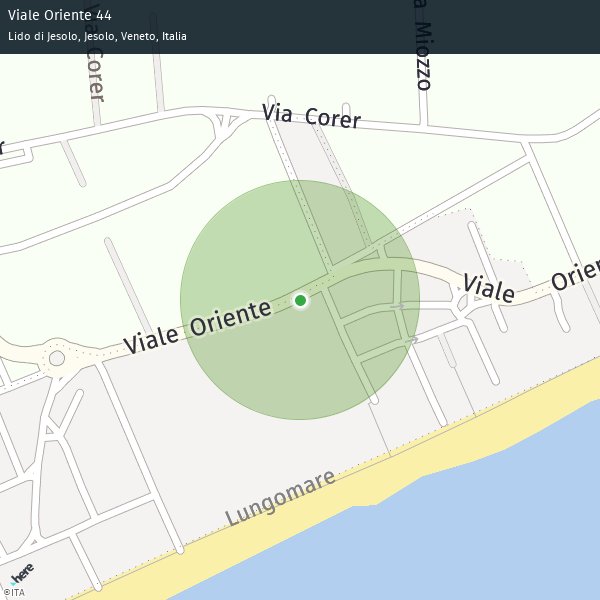 Viale Oriente 44
Lido di Jesolo, Jesolo, Veneto, Italia
Via Corer
Miozzo
Via Corer
Viale Oriente
Viale Orien
Lungomare
here
©ITA